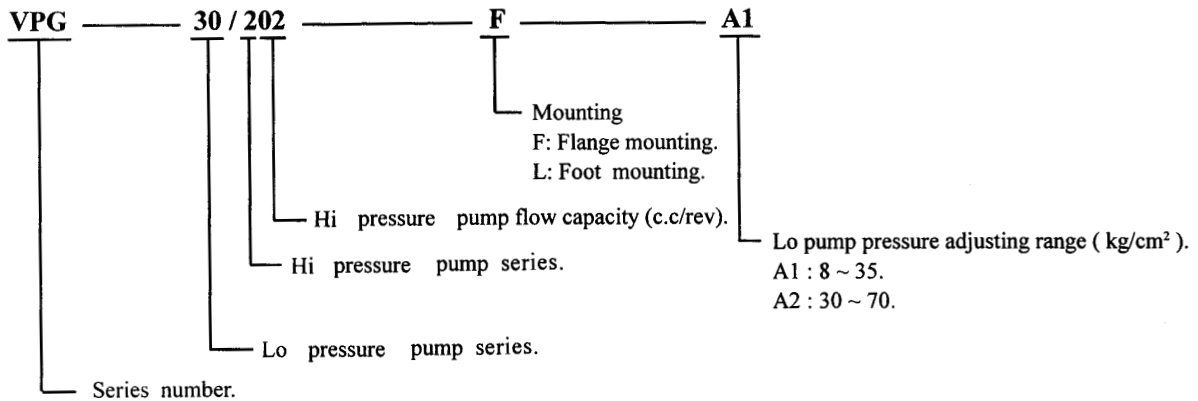 VPG 30 / 202 F A1
Mounting
F: Flange mounting.
L: Foot mounting.
Hi pressure pump flow capacity (c.c/rev).
Lo pump pressure adjusting range ( kg/cm² ).
Hi pressure pump series.
A1 : 8 ~ 35.
A2 : 30 ~ 70.
Lo pressure pump series.
Series number.